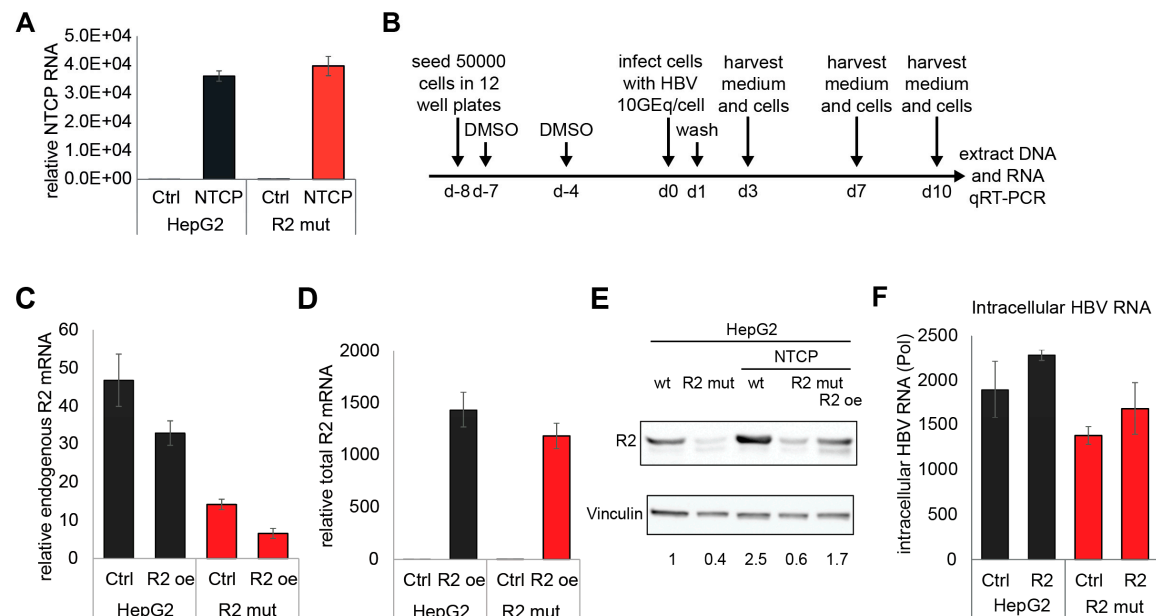 A
relative NTCP RNA
5.0E+04
4.0E+04
3.0E+04
2.0E+04
1.0E+04
0.0E+00
Ctrl NTCP Ctrl NTCP
HepG2 R2 mut
B
seed 50000
cells in 12
well plates
DMSO
DMSO
infect cells
with HBV
10GEq/cell
wash
harvest
medium
and cells
harvest
medium
and cells
harvest
medium
and cells
d-8 d-7 d-4 d0 d1 d3 d7 d10
extract DNA
and RNA
qRT-PCR
C
relative endogenous R2 mRNA
60
50
40
30
20
10
0
Ctrl R2 oe Ctrl R2 oe
HepG2 R2 mut
D
relative total R2 mRNA
2000
1500
1000
500
0
Ctrl R2 oe Ctrl R2 oe
HepG2 R2 mut
E
HepG2
NTCP
wt R2 mut wt R2 mut
R2 oe
R2
Vinculin
1 0.4 2.5 0.6 1.7
F
Intracellular HBV RNA
intracellular HBV RNA (Pol)
2500
2000
1500
1000
500
0
Ctrl R2 Ctrl R2
HepG2 R2 mut